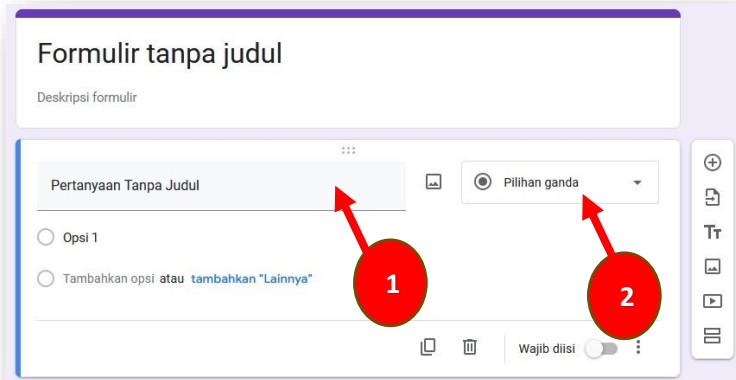 Formulir tanpa judul
Deskripsi formulir
Pertanyaan Tanpa Judul
Pilihan ganda
Opsi 1
Tambahkan opsi atau tambahkan "Lainnya"
1
2
Wajib diisi
Tт